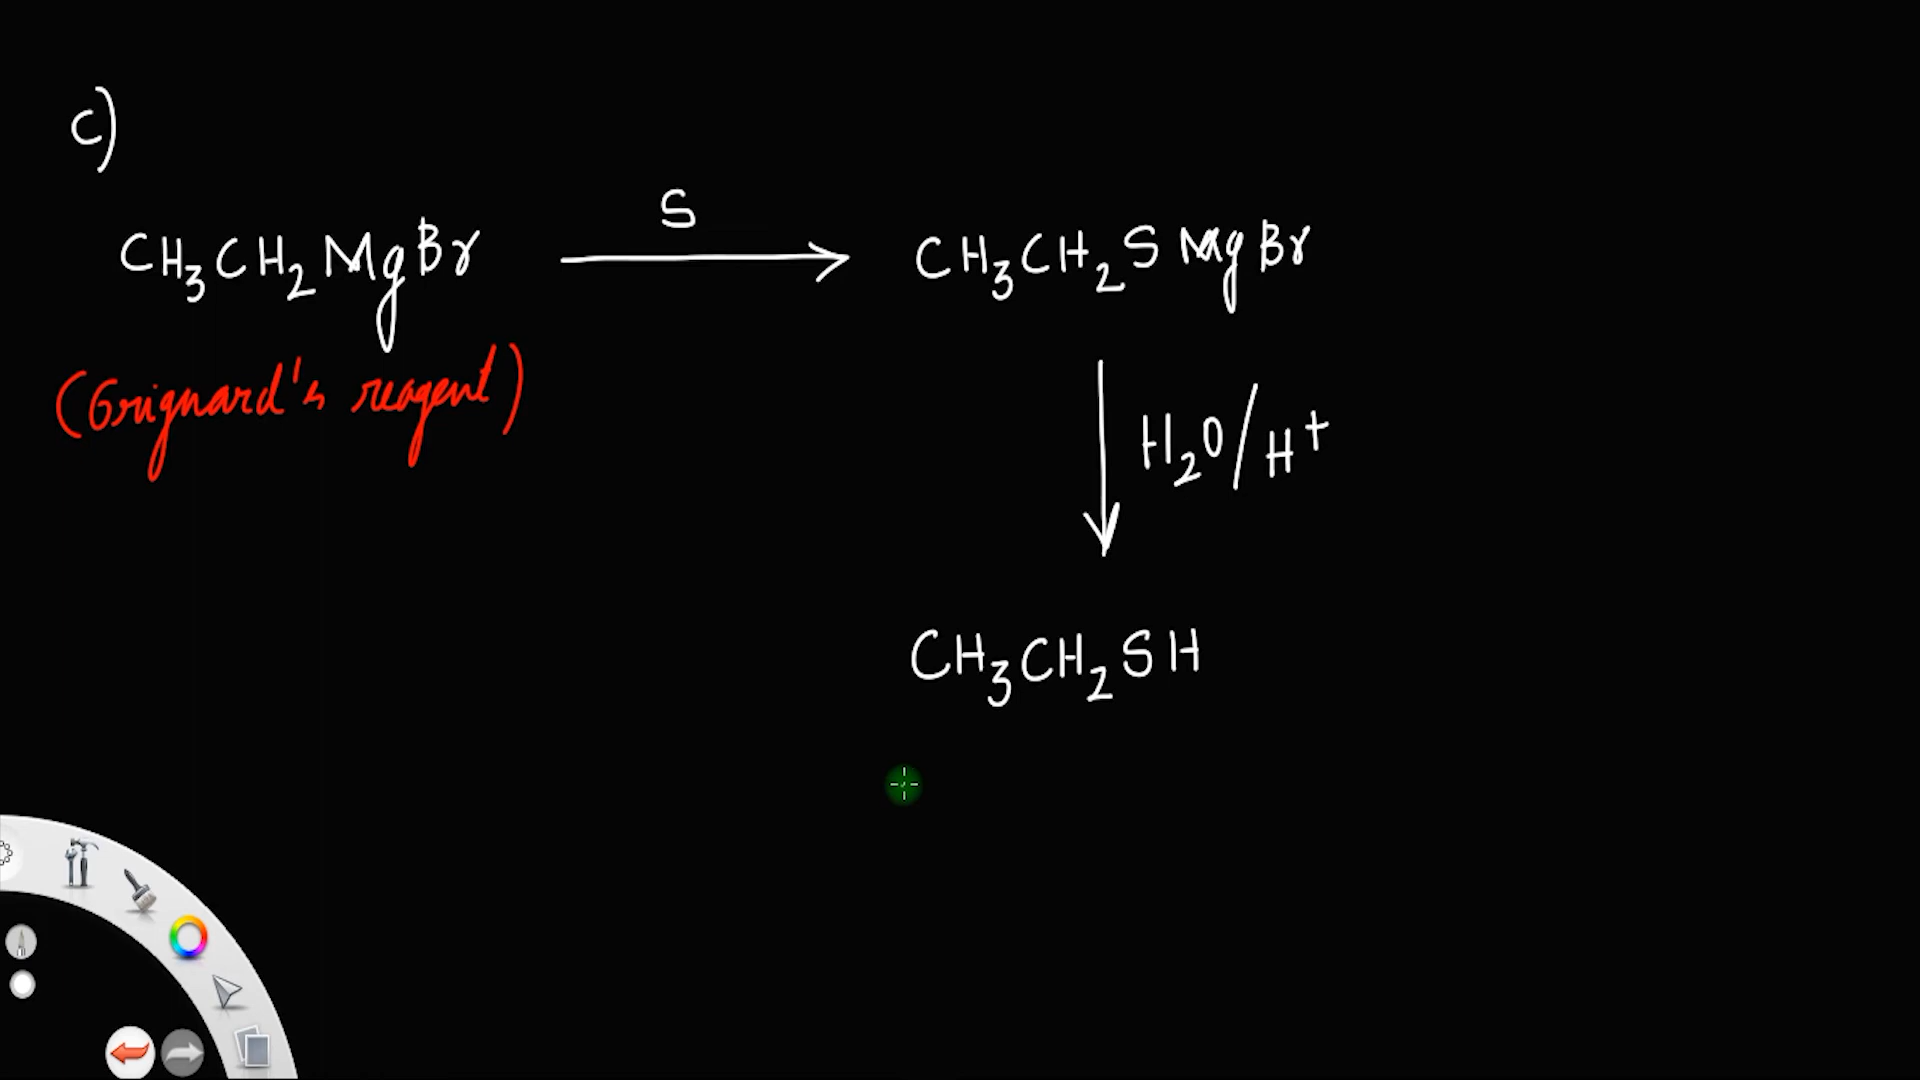 c)
S
CH₃CH₂MgBr ⟶ CH₃CH₂SMgBr
(Grignard's reagent)
H₂O/H⁺
CH₃CH₂SH